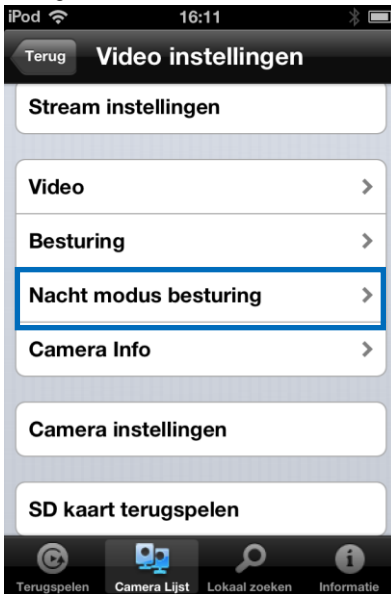 iPod 16:11
Terug Video instellingen
Stream instellingen
Video
Besturing
Nacht modus besturing
Camera Info
Camera instellingen
SD kaart terugspelen
Terugspelen Camera Lijst Lokaal zoeken Informatie